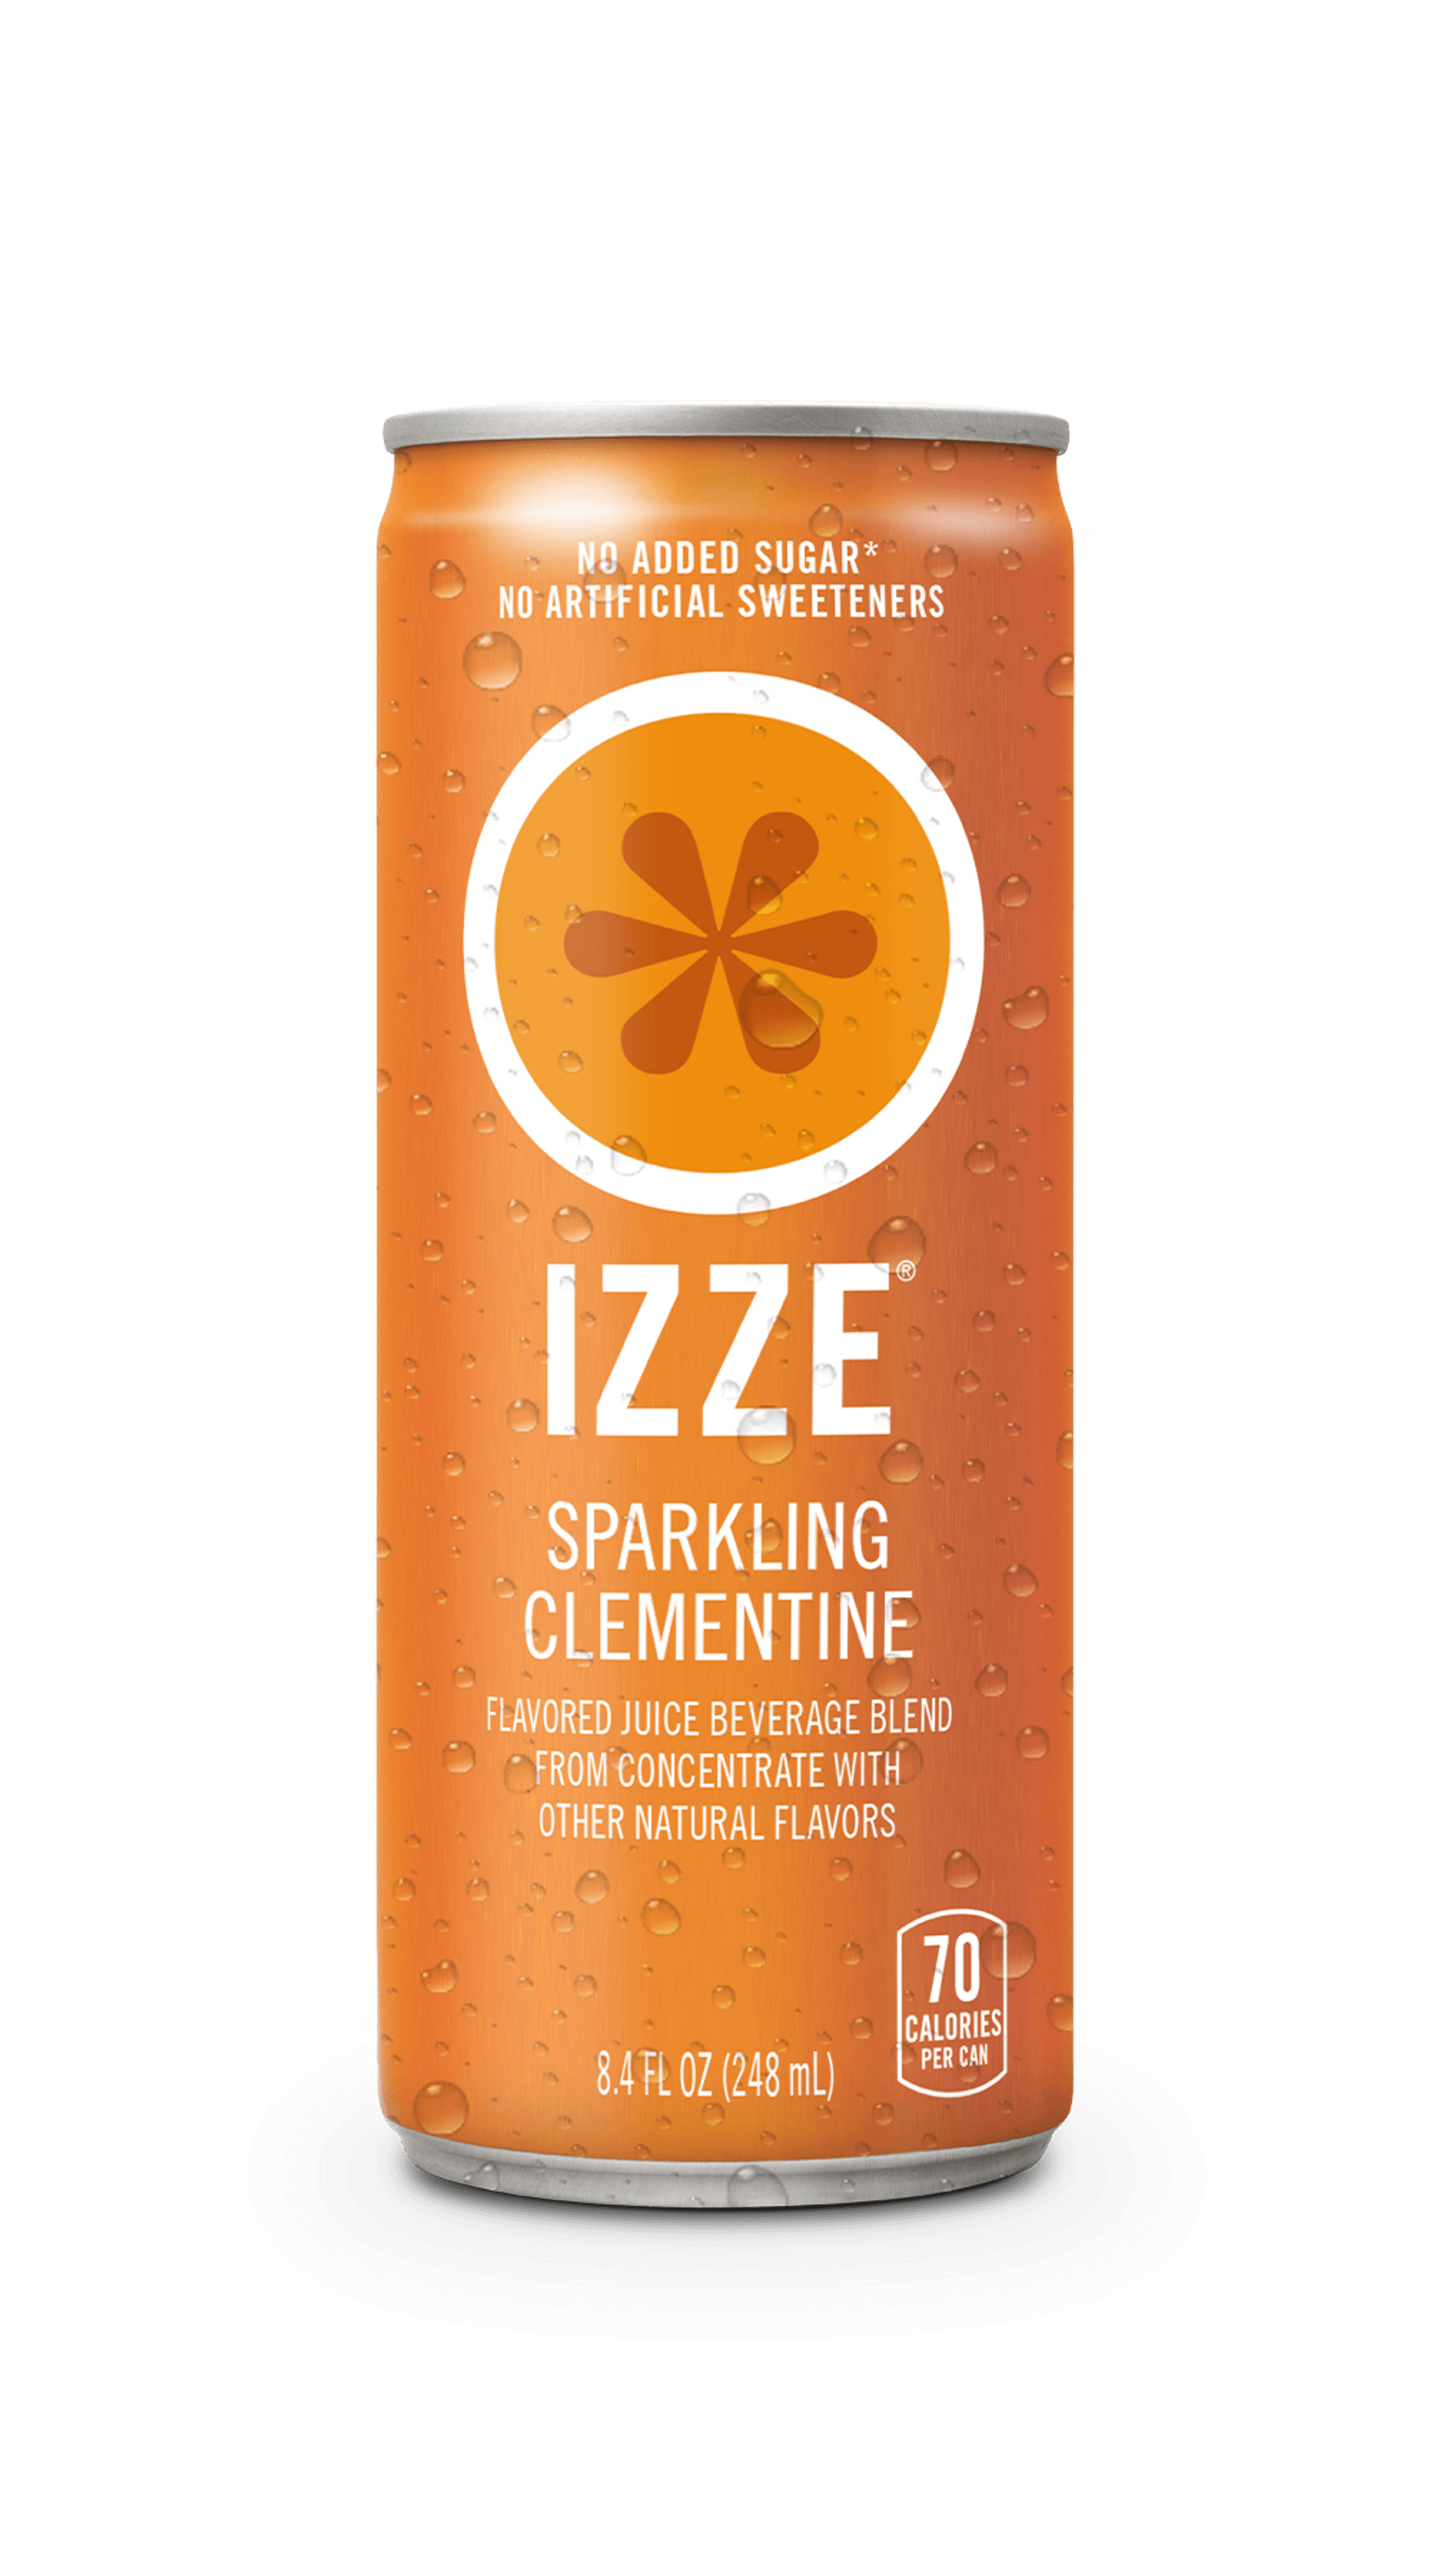 NO ADDED SUGAR*
NO ARTIFICIAL SWEETENERS
IZZE®
SPARKLING
CLEMENTINE
FLAVORED JUICE BEVERAGE BLEND
FROM CONCENTRATE WITH
OTHER NATURAL FLAVORS
70
CALORIES
PER CAN
8.4 FL OZ (248 mL)